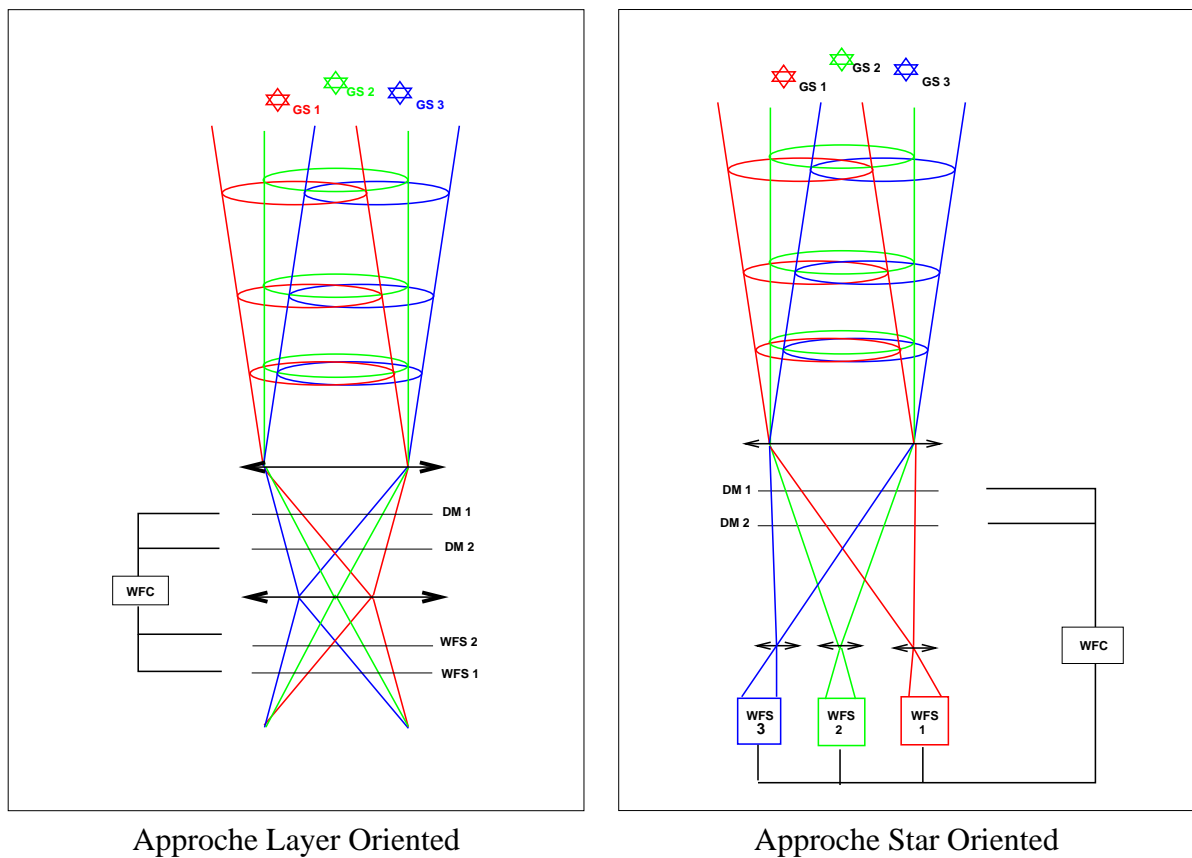 GS 1
GS 2
GS 3
DM 1
DM 2
WFC
WFS 2
WFS 1
Approche Layer Oriented
GS 1
GS 2
GS 3
DM 1
DM 2
WFC
WFS
3
WFS
2
WFS
1
Approche Star Oriented